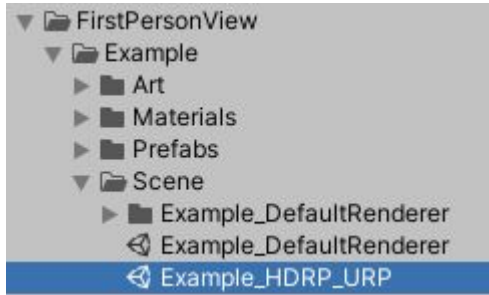 FirstPersonView
Example
Art
Materials
Prefabs
Scene
Example_DefaultRenderer
Example_DefaultRenderer
Example_HDRP_URP